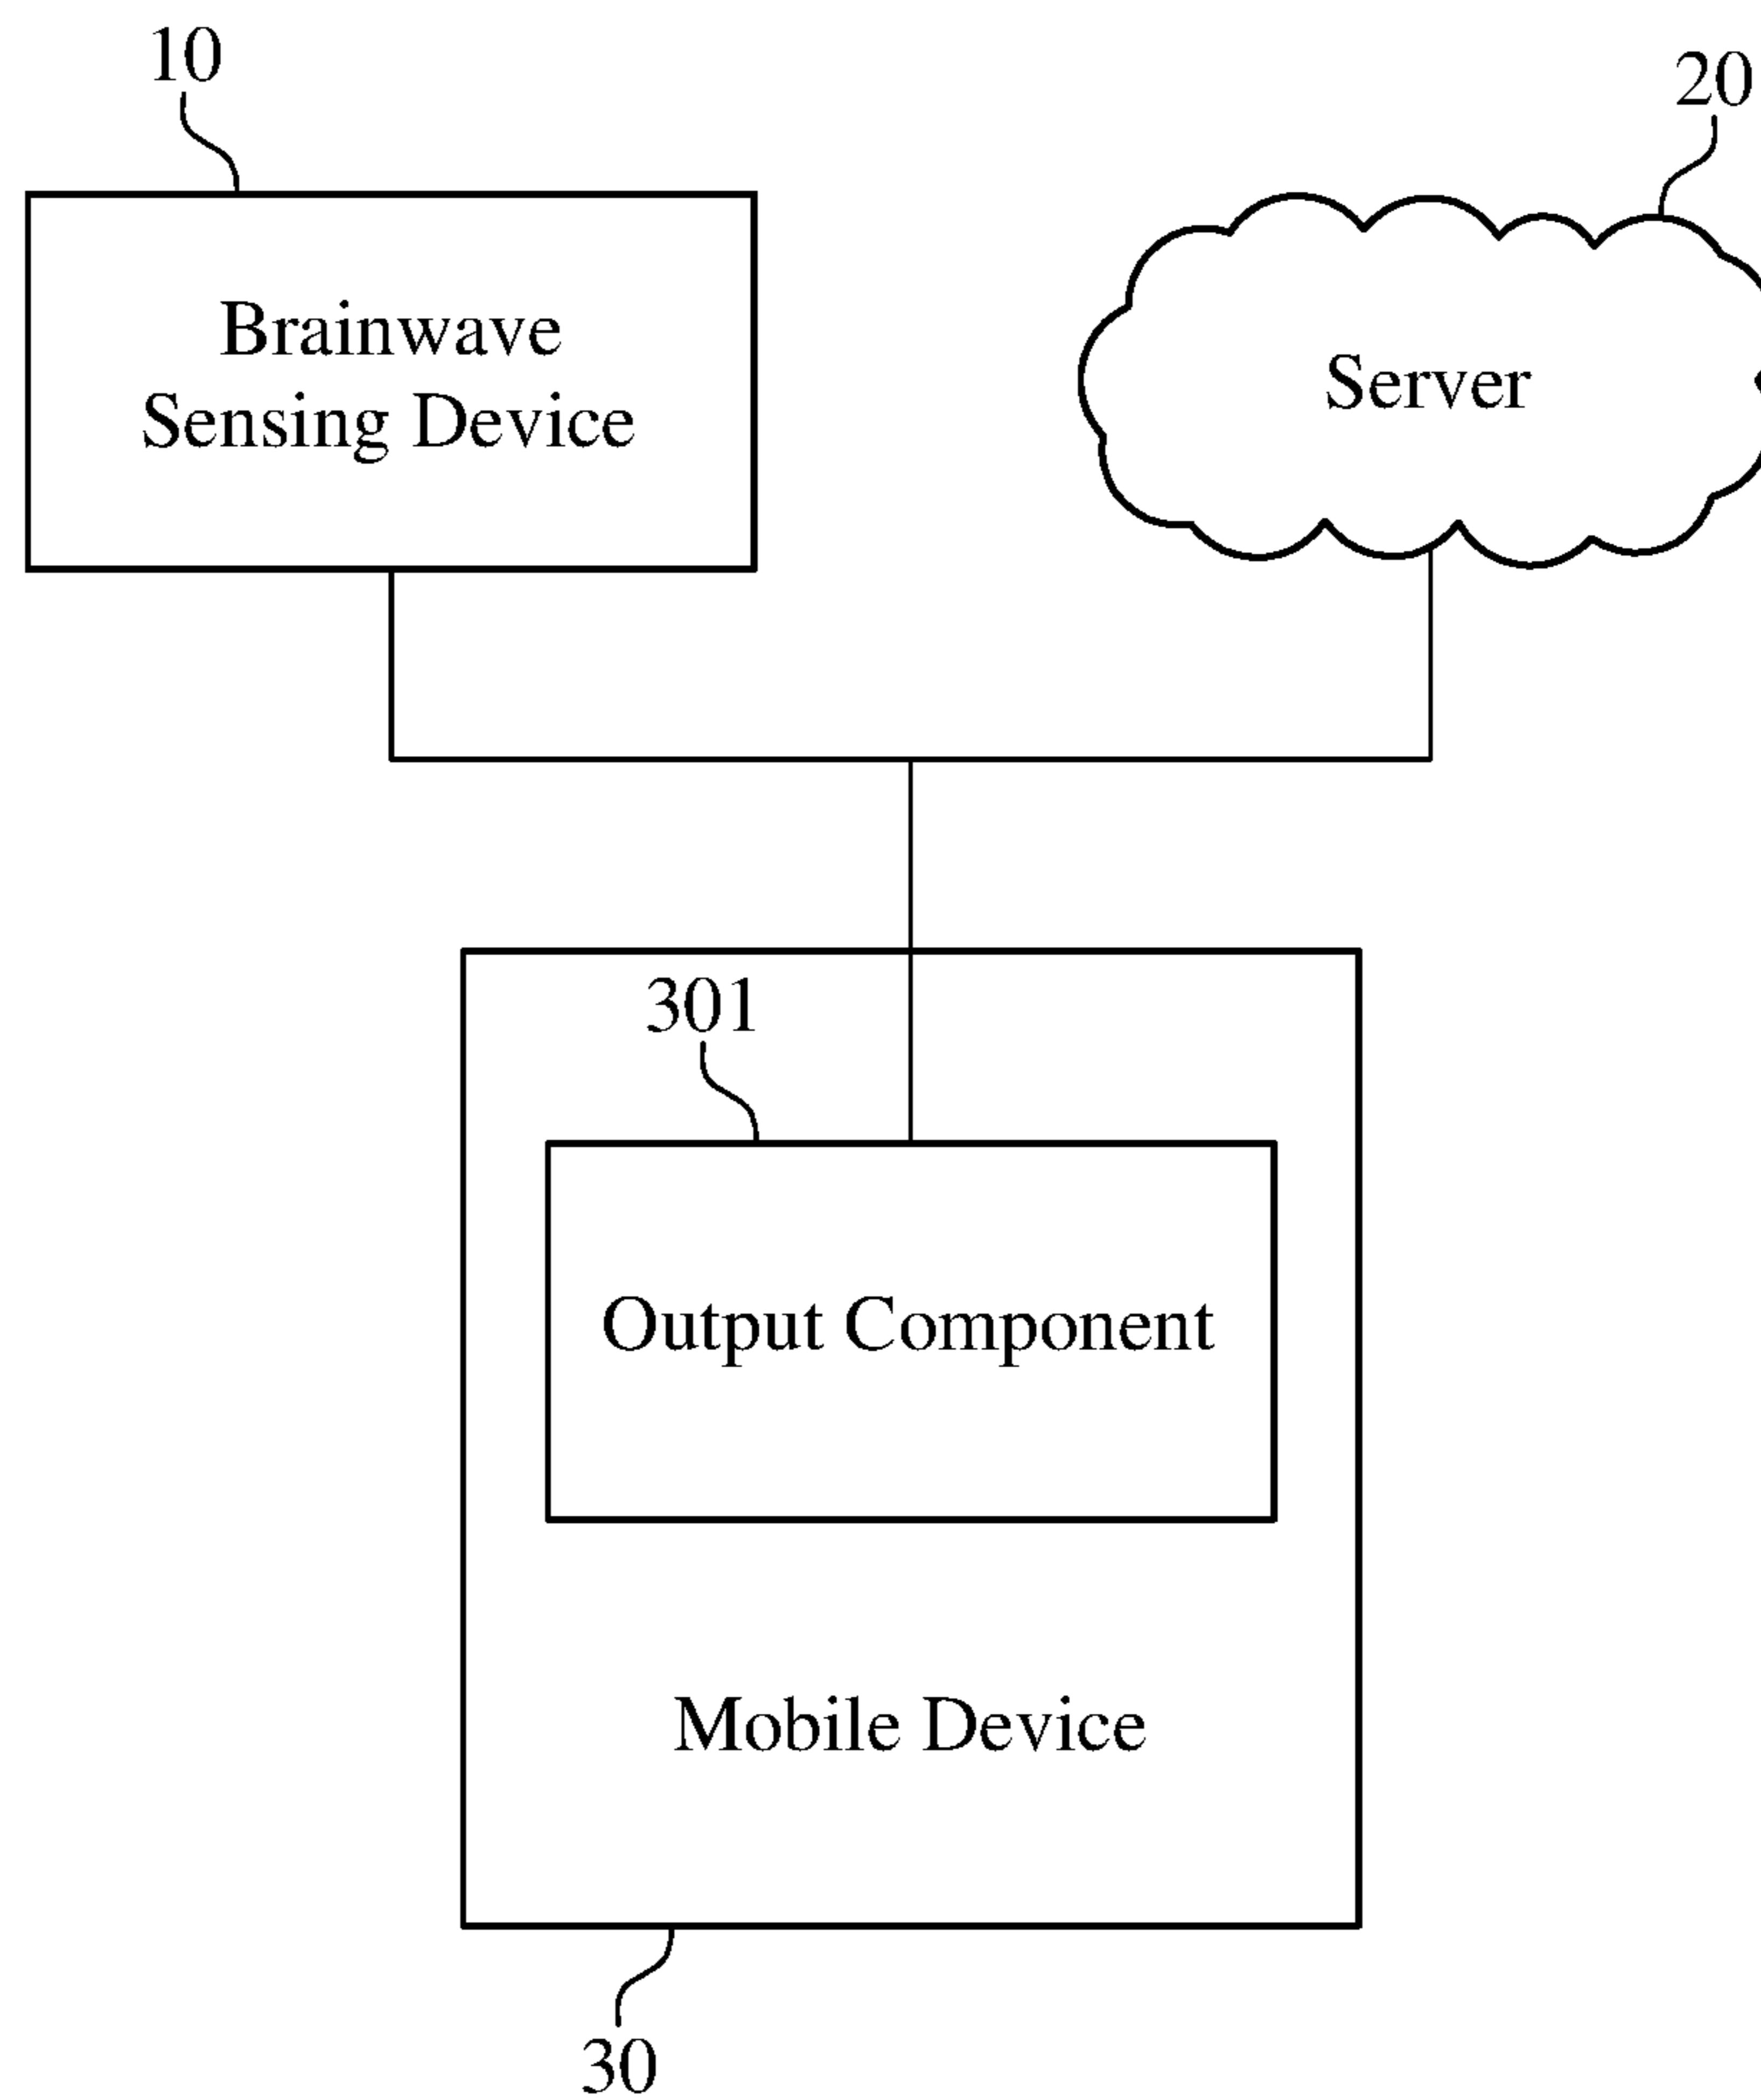 10
20
Brainwave
Sensing Device
Server
301
Output Component
Mobile Device
30